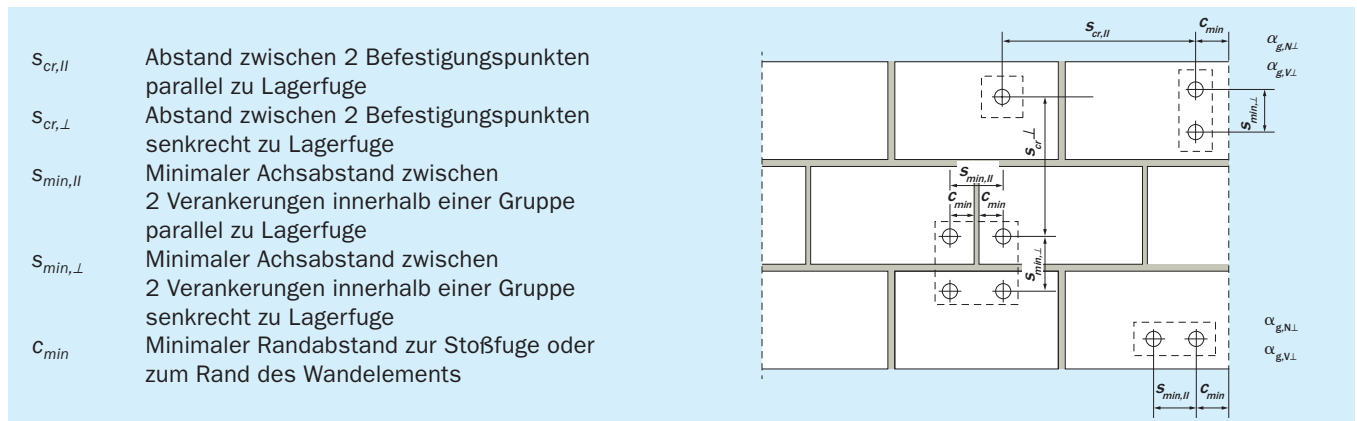 s_cr,II Abstand zwischen 2 Befestigungspunkten
parallel zu Lagerfuge
s_cr,⊥ Abstand zwischen 2 Befestigungspunkten
senkrecht zu Lagerfuge
s_min,II Minimaler Achsabstand zwischen
2 Verankerungen innerhalb einer Gruppe
parallel zu Lagerfuge
s_min,⊥ Minimaler Achsabstand zwischen
2 Verankerungen innerhalb einer Gruppe
senkrecht zu Lagerfuge
c_min Minimaler Randabstand zur Stoßfuge oder
zum Rand des Wandelements
s_cr,II
c_min
α_g,N⊥
α_g,V⊥
s_min,⊥
s_cr⊥
s_min,II
c_min
c_min
s_min,⊥
α_g,N⊥
α_g,V⊥
s_min,II
c_min